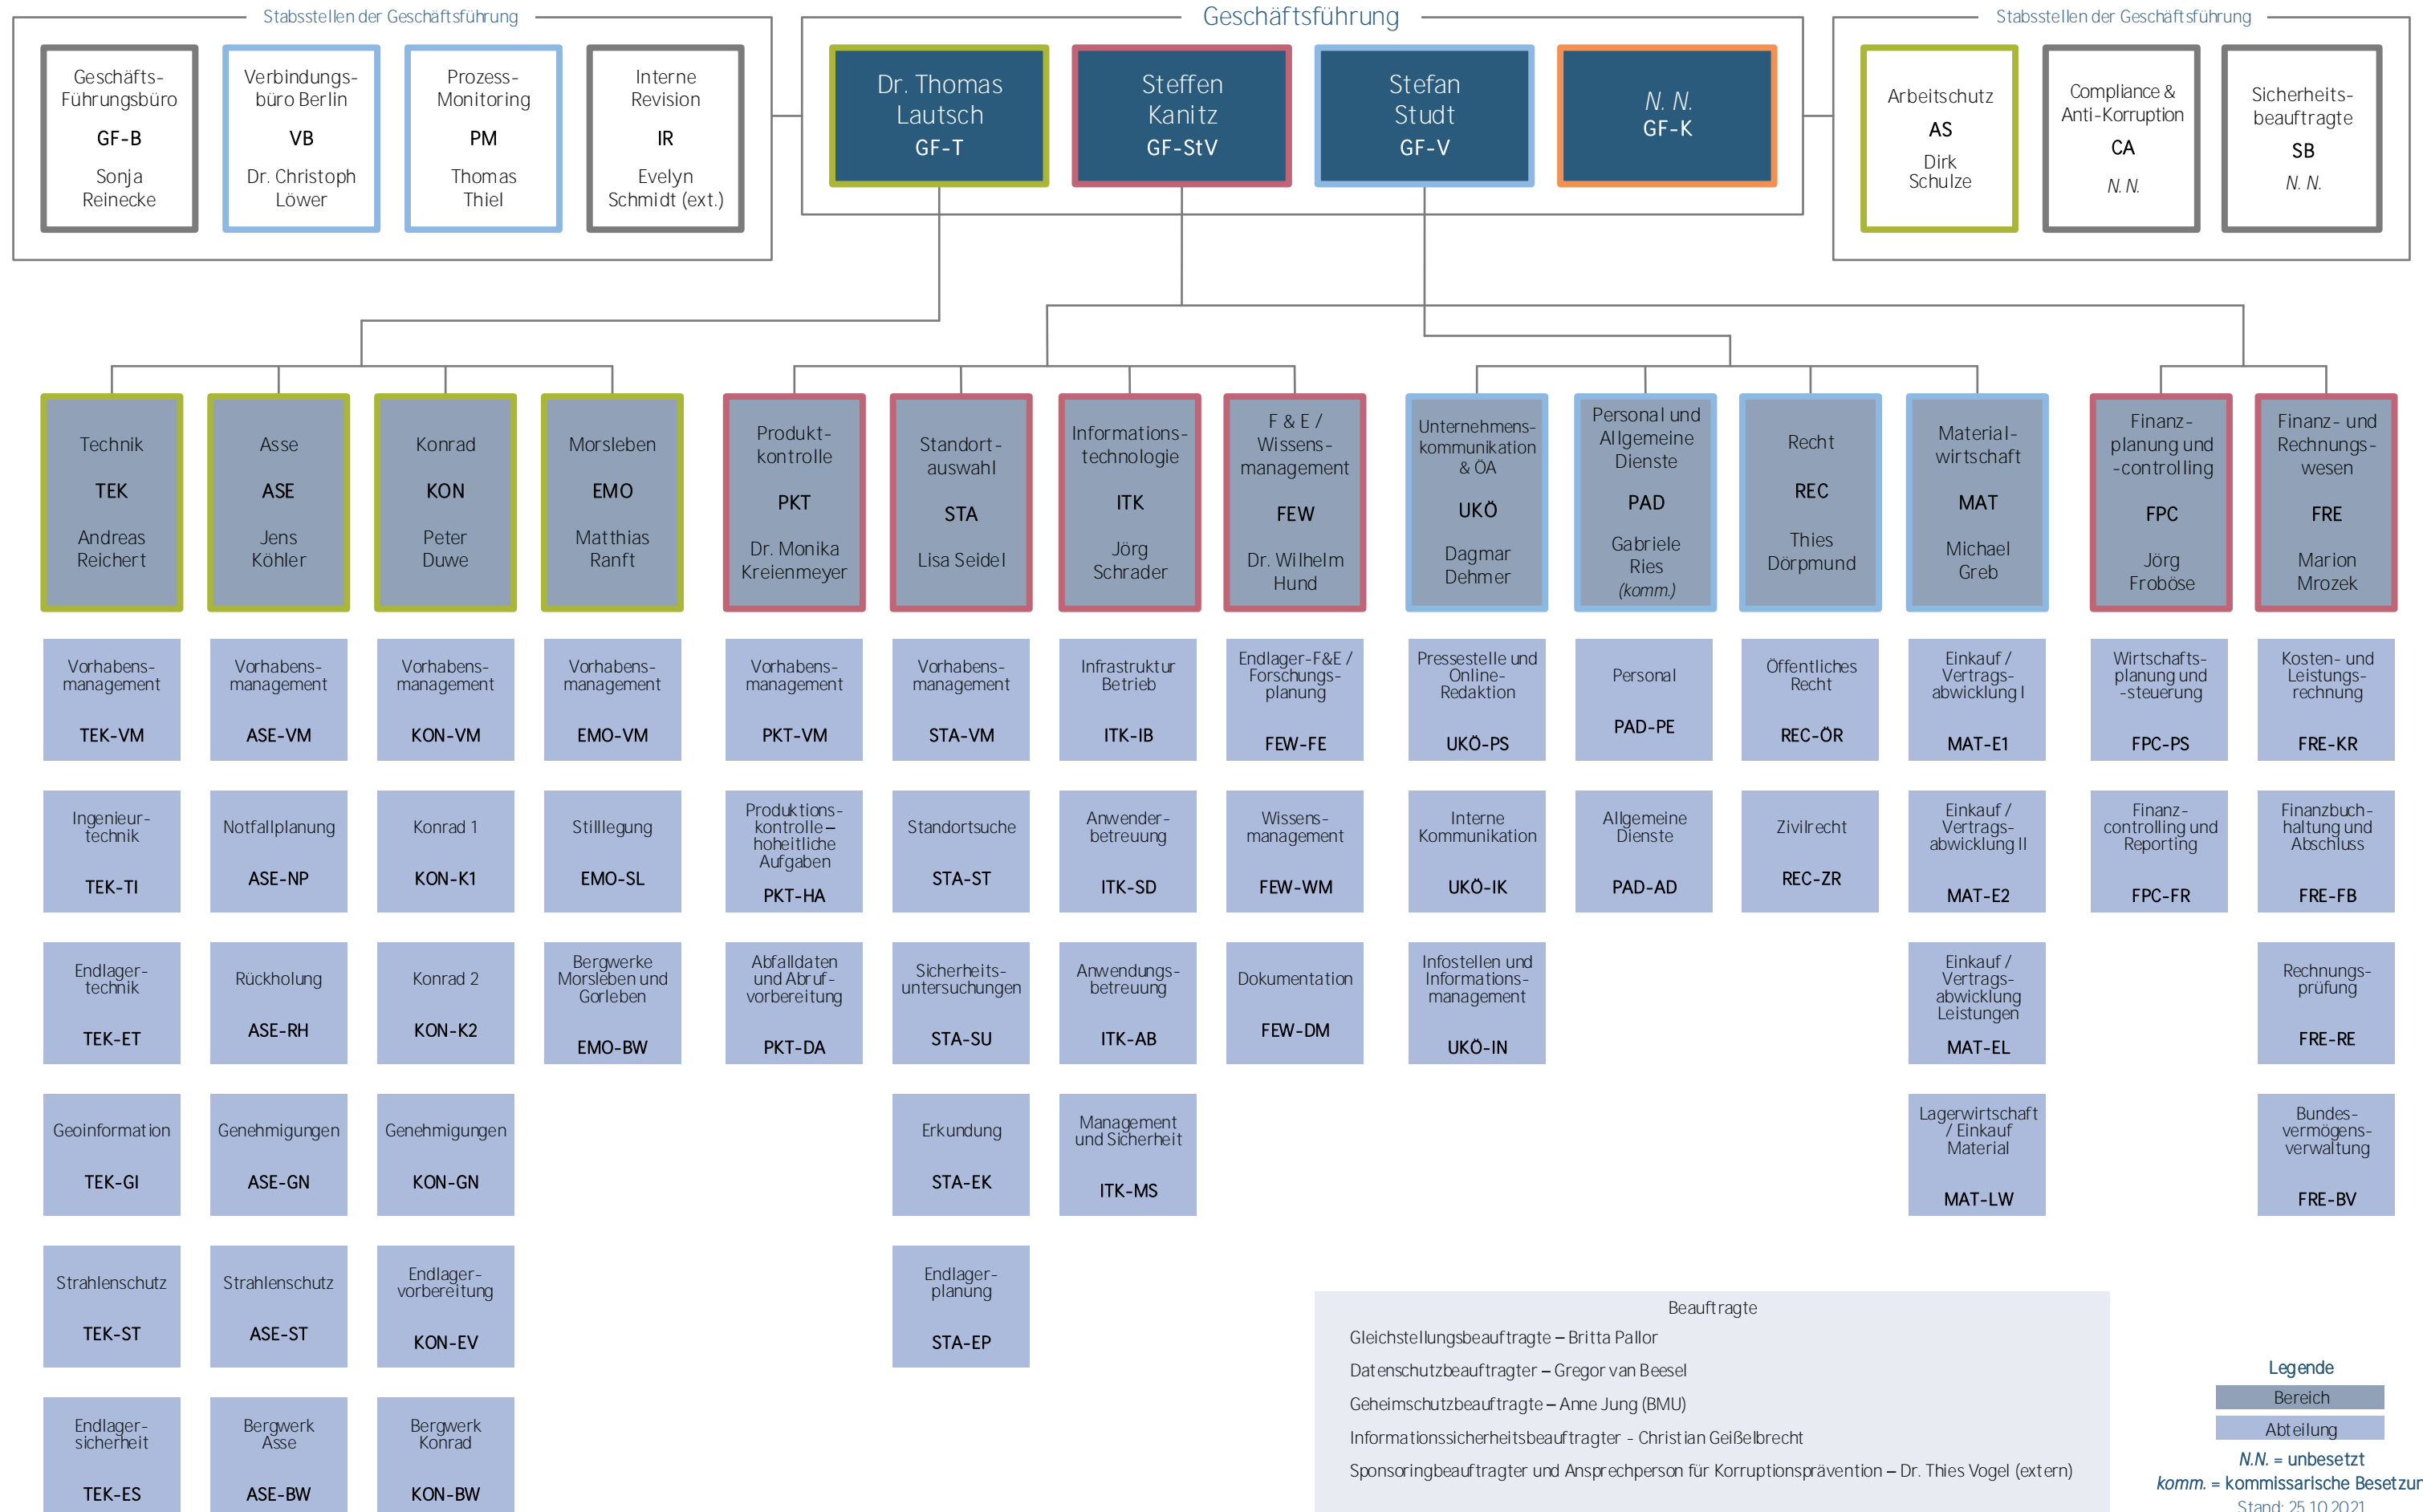 Stabsstellen der Geschäftsführung
Geschäfts-
Führungsbüro
GF-B
Sonja
Reinecke
Verbindungs-
büro Berlin
VB
Dr. Christoph
Löwer
Prozess-
Monitoring
PM
Thomas
Thiel
Interne
Revision
IR
Evelyn
Schmidt (ext.)
Geschäftsführung
Dr. Thomas
Lautsch
GF-T
Steffen
Kanitz
GF-StV
Stefan
Studt
GF-V
N. N.
GF-K
Stabsstellen der Geschäftsführung
Arbeitschutz
AS
Dirk
Schulze
Compliance &
Anti-Korruption
CA
N. N.
Sicherheits-
beauftragte
SB
N. N.
Technik
TEK
Andreas
Reichert
Asse
ASE
Jens
Köhler
Konrad
KON
Peter
Duwe
Morsleben
EMO
Matthias
Ranft
Produkt-
kontrolle
PKT
Dr. Monika
Kreienmeyer
Standort-
auswahl
STA
Lisa Seidel
Informations-
technologie
ITK
Jörg
Schrader
F & E /
Wissens-
management
FEW
Dr. Wilhelm
Hund
Unternehmens-
kommunikation
& ÖA
UKÖ
Dagmar
Dehmer
Personal und
Allgemeine
Dienste
PAD
Gabriele
Ries
(komm.)
Recht
REC
Thies
Dörpmund
Material-
wirtschaft
MAT
Michael
Greb
Finanz-
planung und
-controlling
FPC
Jörg
Froböse
Finanz- und
Rechnungs-
wesen
FRE
Marion
Mrozek
Vorhabens-
management
TEK-VM
Vorhabens-
management
ASE-VM
Vorhabens-
management
KON-VM
Vorhabens-
management
EMO-VM
Vorhabens-
management
PKT-VM
Vorhabens-
management
STA-VM
Infrastruktur
Betrieb
ITK-IB
Endlager-F&E /
Forschungs-
planung
FEW-FE
Pressestelle und
Online-
Redaktion
UKÖ-PS
Personal
PAD-PE
Öffentliches
Recht
REC-ÖR
Einkauf /
Vertrags-
abwicklung I
MAT-E1
Wirtschafts-
planung und
-steuerung
FPC-PS
Kosten- und
Leistungs-
rechnung
FRE-KR
Ingenieur-
technik
TEK-TI
Notfallplanung
ASE-NP
Konrad 1
KON-K1
Stilllegung
EMO-SL
Produktions-
kontrolle –
hoheitliche
Aufgaben
PKT-HA
Standortsuche
STA-ST
Anwender-
betreuung
ITK-SD
Wissens-
management
FEW-WM
Interne
Kommunikation
UKÖ-IK
Allgemeine
Dienste
PAD-AD
Zivilrecht
REC-ZR
Einkauf /
Vertrags-
abwicklung II
MAT-E2
Finanz-
controlling und
Reporting
FPC-FR
Finanzbuch-
haltung und
Abschluss
FRE-FB
Endlager-
technik
TEK-ET
Rückholung
ASE-RH
Konrad 2
KON-K2
Bergwerke
Morsleben und
Gorleben
EMO-BW
Abfalldaten
und Abruf-
vorbereitung
PKT-DA
Sicherheits-
untersuchungen
STA-SU
Anwendungs-
betreuung
ITK-AB
Dokumentation
FEW-DM
Infostellen und
Informations-
management
UKÖ-IN
Einkauf /
Vertrags-
abwicklung
Leistungen
MAT-EL
Rechnungs-
prüfung
FRE-RE
Geoinformation
TEK-GI
Genehmigungen
ASE-GN
Genehmigungen
KON-GN
Erkundung
STA-EK
Management
und Sicherheit
ITK-MS
Lagerwirtschaft
/ Einkauf
Material
MAT-LW
Bundes-
vermögens-
verwaltung
FRE-BV
Strahlenschutz
TEK-ST
Strahlenschutz
ASE-ST
Endlager-
vorbereitung
KON-EV
Endlager-
planung
STA-EP
Endlager-
sicherheit
TEK-ES
Bergwerk
Asse
ASE-BW
Bergwerk
Konrad
KON-BW
Beauftragte
Gleichstellungsbeauftragte – Britta Pallor
Datenschutzbeauftragter – Gregor van Beesel
Geheimschutzbeauftragte – Anne Jung (BMU)
Informationssicherheitsbeauftragter - Christian Geißelbrecht
Sponsoringbeauftragter und Ansprechperson für Korruptionsprävention – Dr. Thies Vogel (extern)
Legende
Bereich
Abteilung
N.N. = unbesetzt
komm. = kommissarische Besetzun
Stand: 25.10.2021